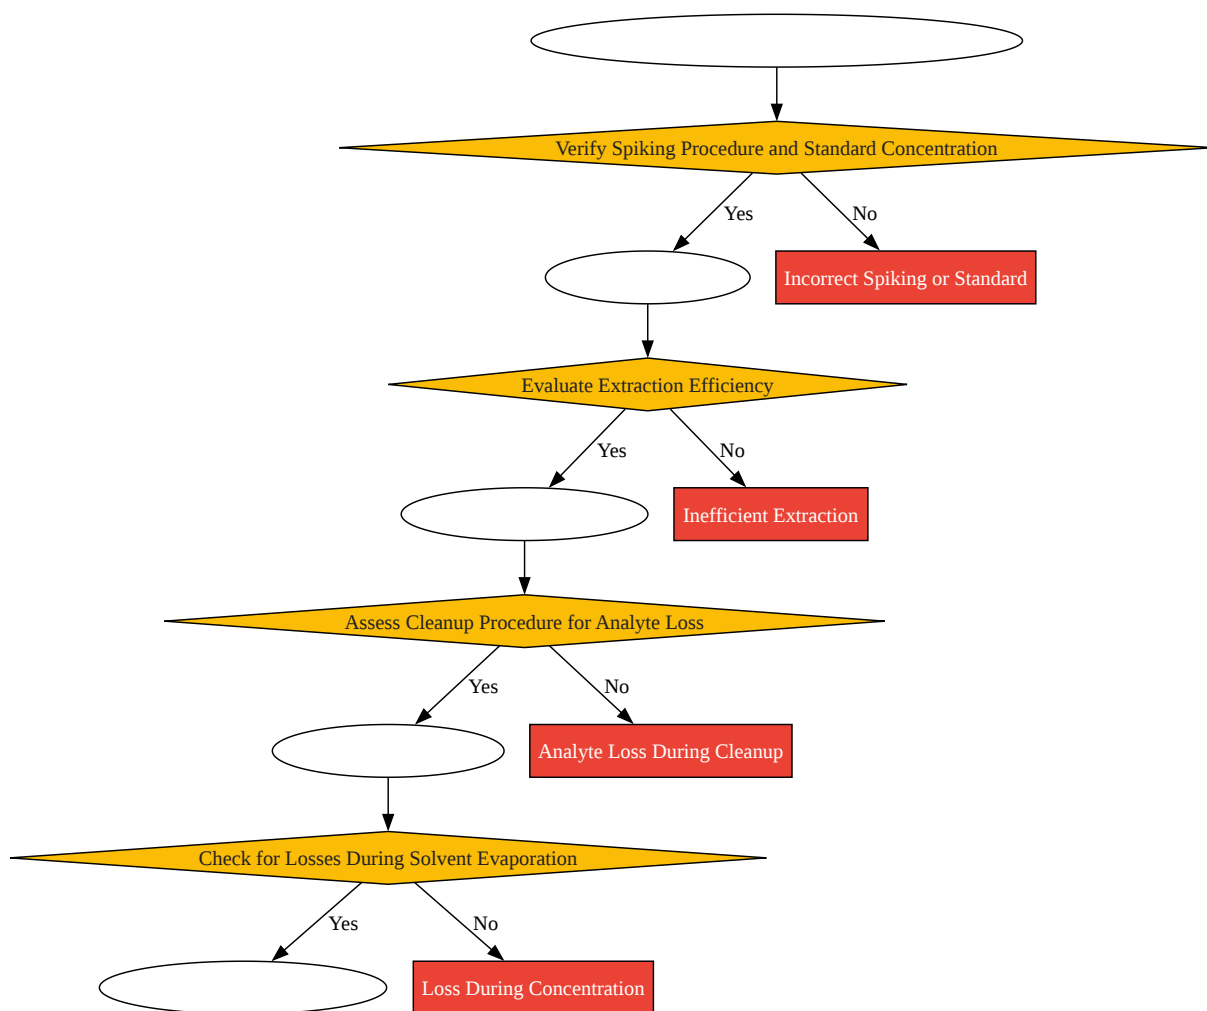 Verify Spiking Procedure and Standard Concentration
Yes
No
Incorrect Spiking or Standard
Evaluate Extraction Efficiency
Yes
No
Inefficient Extraction
Assess Cleanup Procedure for Analyte Loss
Yes
No
Analyte Loss During Cleanup
Check for Losses During Solvent Evaporation
Yes
No
Loss During Concentration